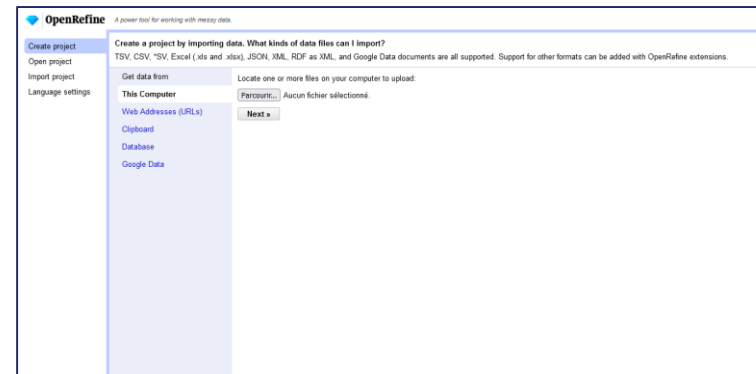 OpenRefine A power tool for working with messy data.
Create project
Open project
Import project
Language settings
Create a project by importing data. What kinds of data files can I import?
TSV, CSV, *SV, Excel (.xls and .xlsx), JSON, XML, RDF as XML, and Google Data documents are all supported. Support for other formats can be added with OpenRefine extensions.
Get data from
This Computer
Web Addresses (URLs)
Clipboard
Database
Google Data
Locate one or more files on your computer to upload:
Parcourir... Aucun fichier sélectionné.
Next »